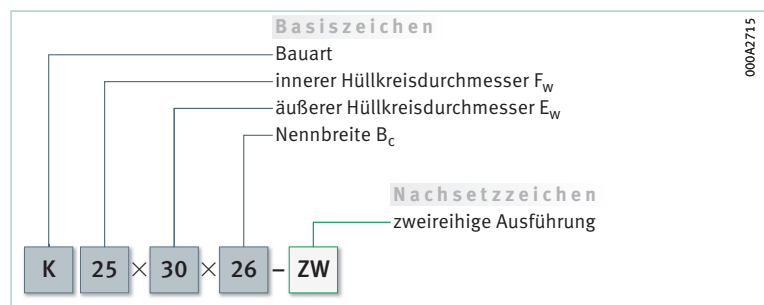 Basiszeichen
Bauart
innerer Hüllkreisdurchmesser Fw
äußerer Hüllkreisdurchmesser Ew
Nennbreite Bc
Nachsetzzeichen
zweireihige Ausführung
K 25 × 30 × 26 – ZW
000A2715